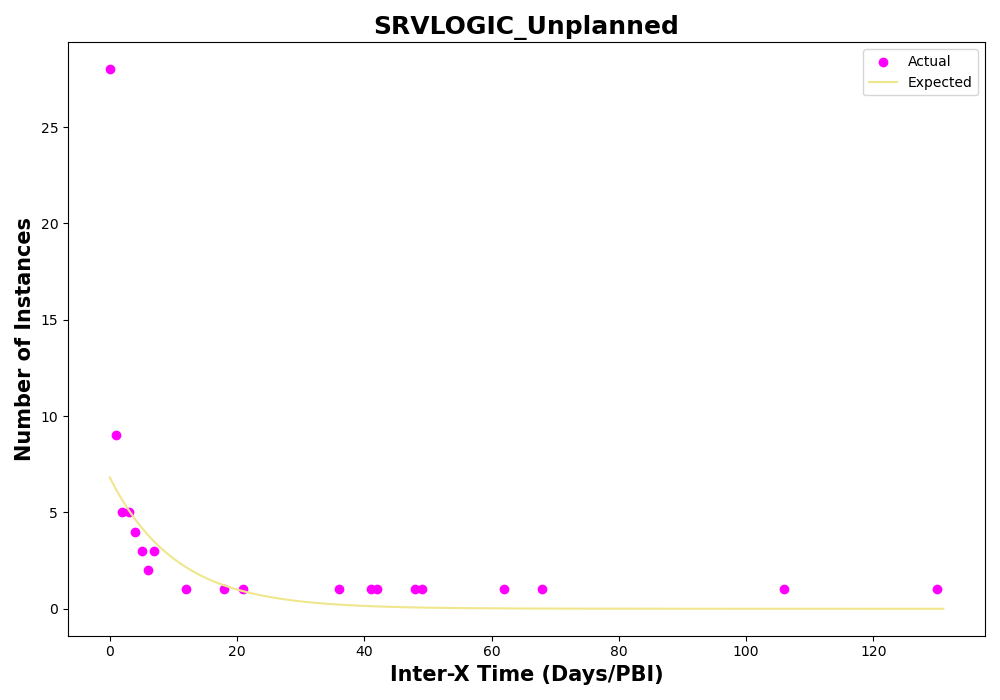 SRVLOGIC_Unplanned
Actual
Expected
Number of Instances
25
20
15
10
5
0
0 20 40 60 80 100 120
Inter-X Time (Days/PBI)